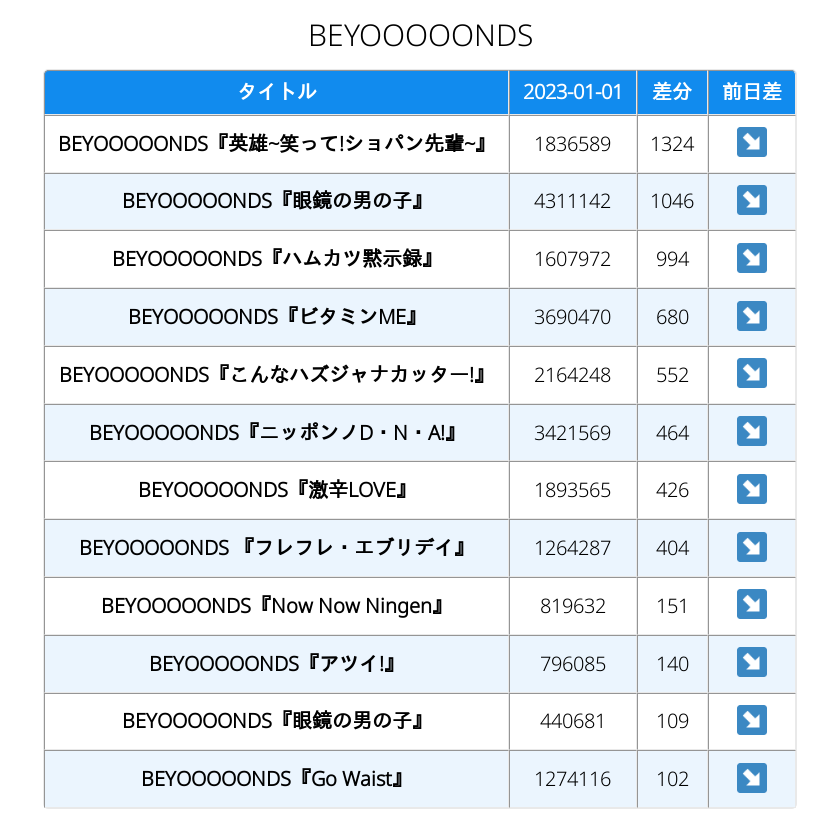 BEYOOOOONDS
タイトル 2023-01-01 差分 前日差
BEYOOOOONDS『英雄~笑って!ショパン先輩~』 1836589 1324 ↘
BEYOOOOONDS『眼鏡の男の子』 4311142 1046 ↘
BEYOOOOONDS『ハムカツ黙示録』 1607972 994 ↘
BEYOOOOONDS『ビタミンME』 3690470 680 ↘
BEYOOOOONDS『こんなハズジャナカッター!』 2164248 552 ↘
BEYOOOOONDS『ニッポンノD・N・A!』 3421569 464 ↘
BEYOOOOONDS『激辛LOVE』 1893565 426 ↘
BEYOOOOONDS 『フレフレ・エブリデイ』 1264287 404 ↘
BEYOOOOONDS『Now Now Ningen』 819632 151 ↘
BEYOOOOONDS『アツイ!』 796085 140 ↘
BEYOOOOONDS『眼鏡の男の子』 440681 109 ↘
BEYOOOOONDS『Go Waist』 1274116 102 ↘